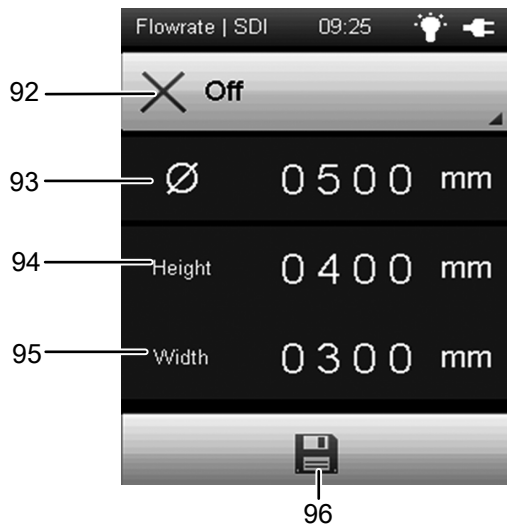 Flowrate | SDI 09:25
92 Off
93 Ø 0500 mm
94 Height 0400 mm
95 Width 0300 mm
96